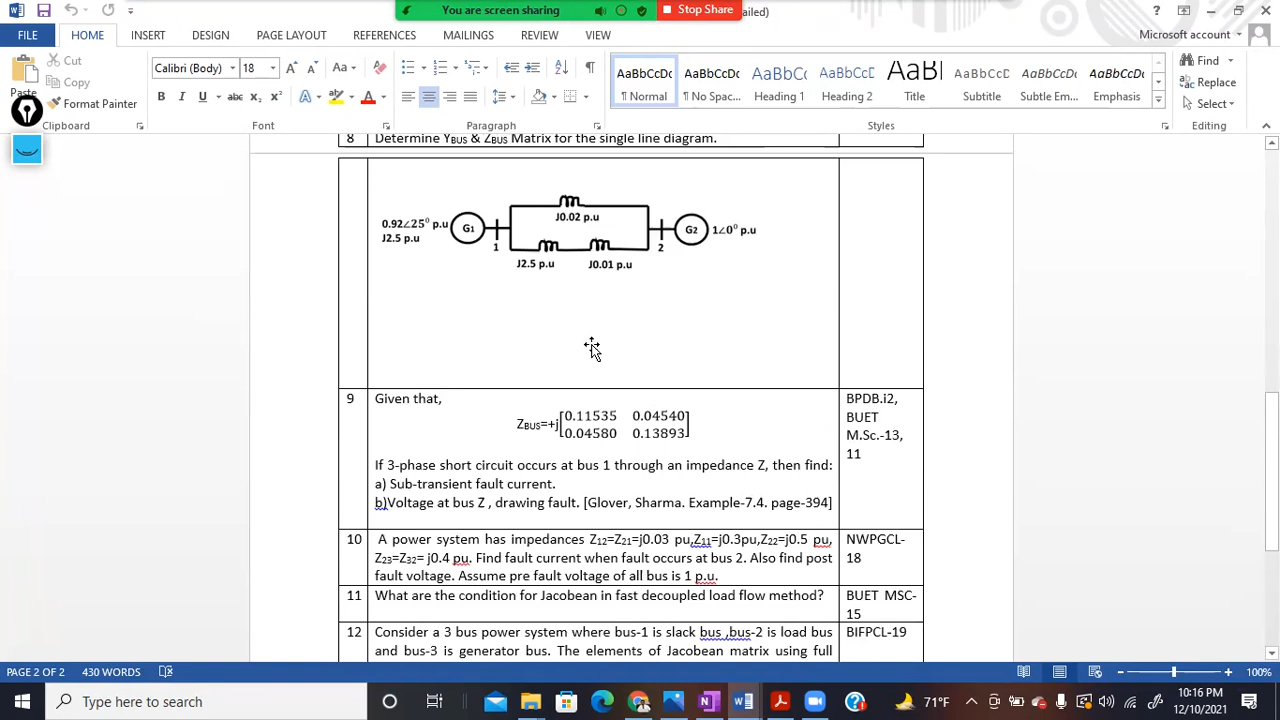 You are screen sharing
Stop Share
ailed)
FILE
HOME
INSERT
DESIGN
PAGE LAYOUT
REFERENCES
MAILINGS
REVIEW
VIEW
Microsoft account
Paste
Cut
Copy
Format Painter
Clipboard
Calibri (Body)
18
Font
Paragraph
AaBbCcDc
¶ Normal
AaBbCcDc
¶ No Spac...
AaBbCc
Heading 1
AaBbCcD
Heading 2
AaBI
Title
AaBbCcD
Subtitle
AaBbCcDc
Subtle Em...
AaBbCcDc
Emphasis
Styles
Find
Replace
Select
Editing
8 Determine YBUS & ZBUS Matrix for the single line diagram.
J0.02 p.u
0.92∠25⁰ p.u
J2.5 p.u
G1
1
2
G2
1∠0⁰ p.u
J2.5 p.u
J0.01 p.u
9 Given that,
ZBUS=+j[0.11535 0.04540
0.04580 0.13893]
If 3-phase short circuit occurs at bus 1 through an impedance Z, then find:
a) Sub-transient fault current.
b)Voltage at bus Z , drawing fault. [Glover, Sharma. Example-7.4. page-394]
BPDB.i2,
BUET
M.Sc.-13,
11
10 A power system has impedances Z12=Z21=j0.03 pu,Z11=j0.3pu,Z22=j0.5 pu,
Z23=Z32= j0.4 pu. Find fault current when fault occurs at bus 2. Also find post
fault voltage. Assume pre fault voltage of all bus is 1 p.u.
NWPGCL-
18
11 What are the condition for Jacobean in fast decoupled load flow method?
BUET MSC-
15
12 Consider a 3 bus power system where bus-1 is slack bus ,bus-2 is load bus
and bus-3 is generator bus. The elements of Jacobean matrix using full
BIFPCL-19
PAGE 2 OF 2
430 WORDS
100%
Type here to search
71°F
10:16 PM
12/10/2021